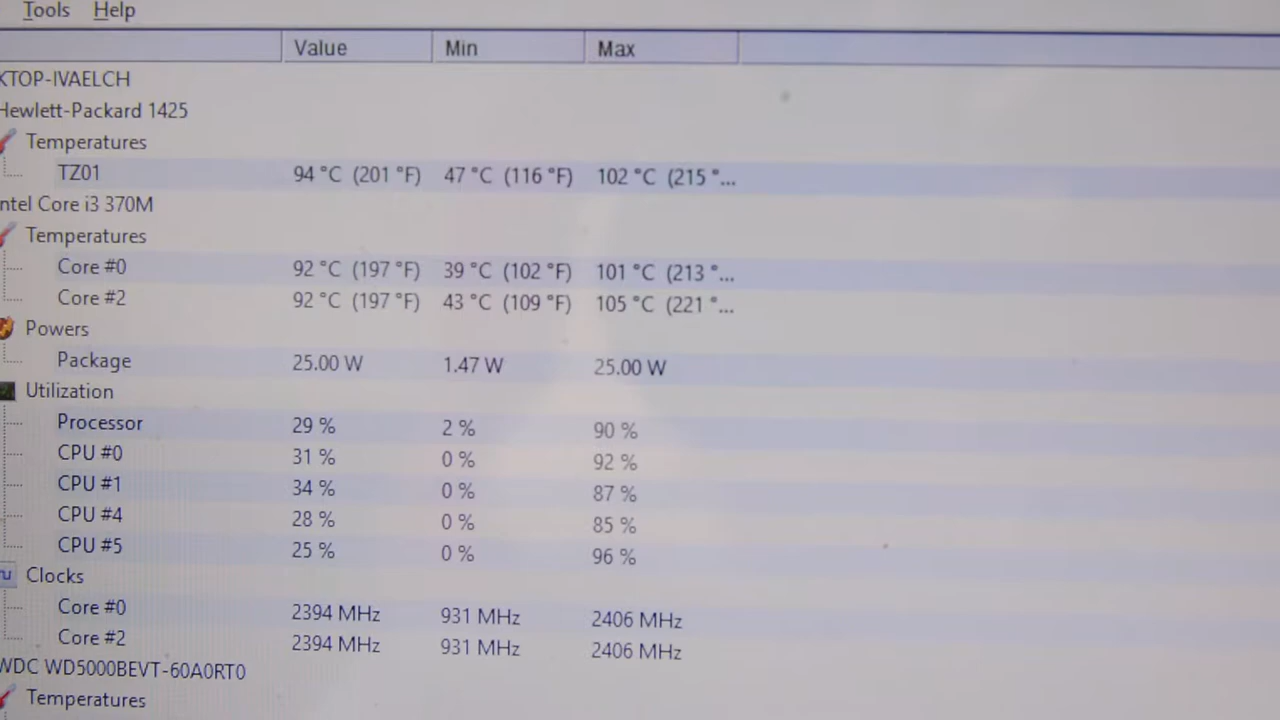 Tools Help
Value Min Max
KTOP-IVAELCH
Hewlett-Packard 1425
Temperatures
TZ01 94 °C (201 °F) 47 °C (116 °F) 102 °C (215 °...
ntel Core i3 370M
Temperatures
Core #0 92 °C (197 °F) 39 °C (102 °F) 101 °C (213 °...
Core #2 92 °C (197 °F) 43 °C (109 °F) 105 °C (221 °...
Powers
Package 25.00 W 1.47 W 25.00 W
Utilization
Processor 29 % 2 % 90 %
CPU #0 31 % 0 % 92 %
CPU #1 34 % 0 % 87 %
CPU #4 28 % 0 % 85 %
CPU #5 25 % 0 % 96 %
Clocks
Core #0 2394 MHz 931 MHz 2406 MHz
Core #2 2394 MHz 931 MHz 2406 MHz
WDC WD5000BEVT-60A0RT0
Temperatures